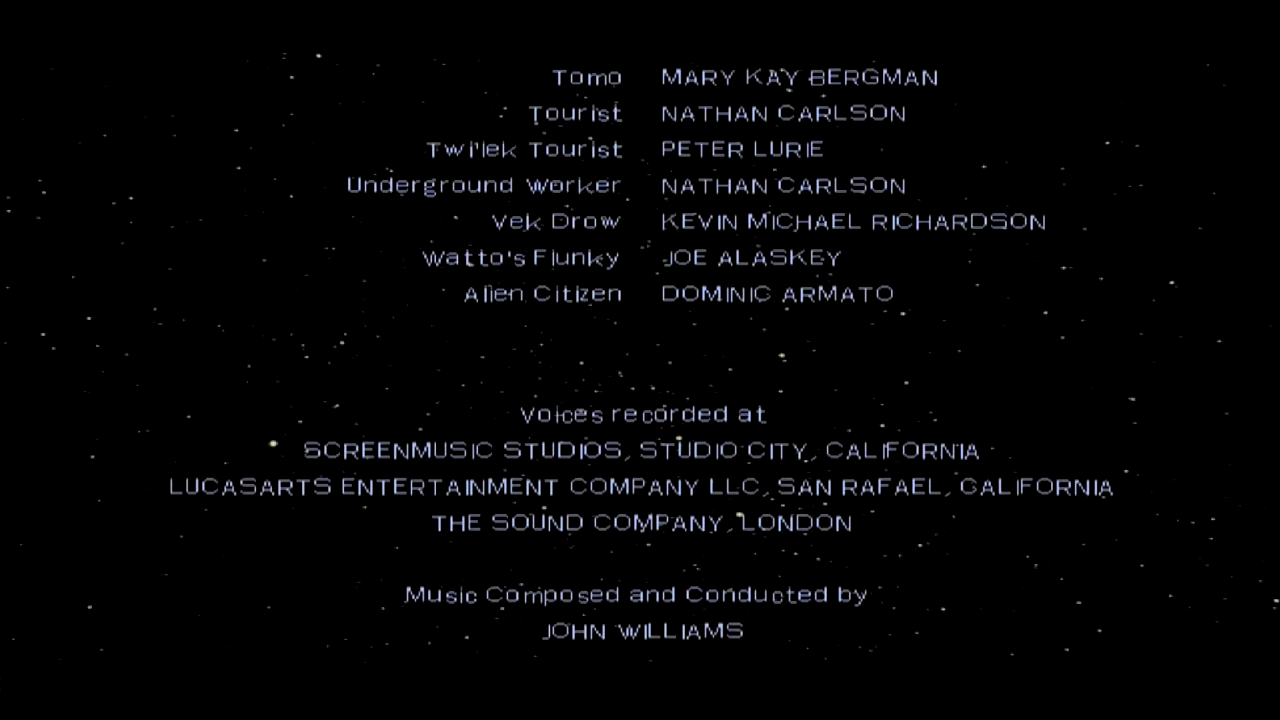 Tomo MARY KAY BERGMAN
Tourist NATHAN CARLSON
Twi'lek Tourist PETER LURIE
Underground Worker NATHAN CARLSON
Vek Drow KEVIN MICHAEL RICHARDSON
Watto's Flunky JOE ALASKEY
Alien Citizen DOMINIC ARMATO
Voices recorded at
SCREENMUSIC STUDIOS, STUDIO CITY, CALIFORNIA
LUCASARTS ENTERTAINMENT COMPANY LLC, SAN RAFAEL, CALIFORNIA
THE SOUND COMPANY, LONDON
Music Composed and Conducted by
JOHN WILLIAMS